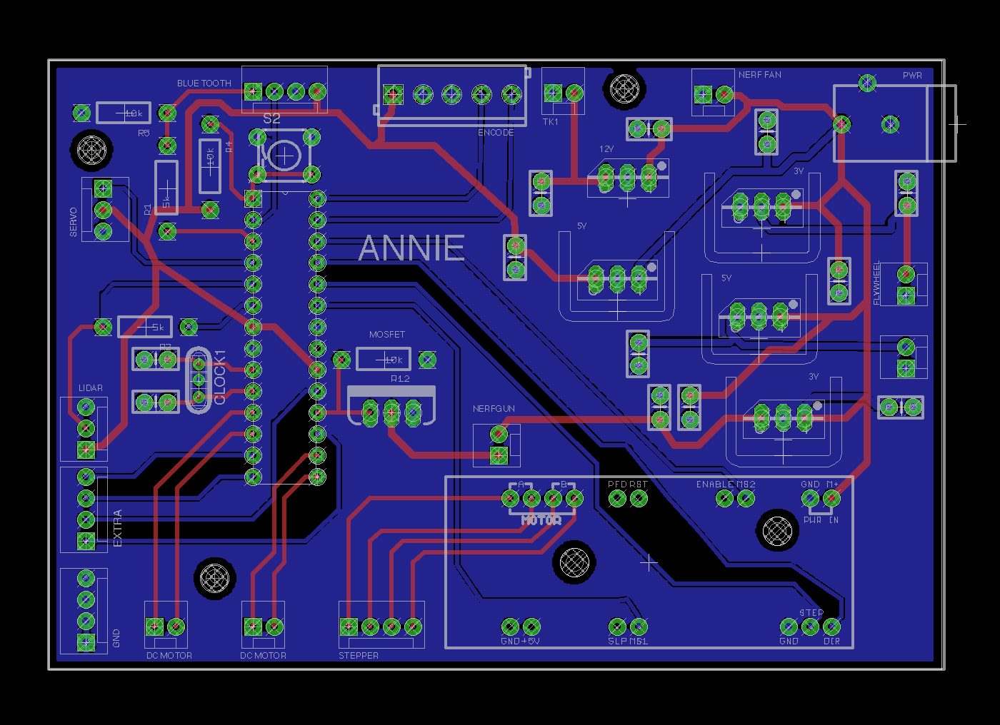 BLUE TOOTH
NERF FAN
PWR
S2
10k
R5
ENCODE
TK1
R4
10k
12V
3V
5k
R1
SERVO
5V
ANNIE
5V
FLYWHEEL
5k
MOSFET
10k
R12
CLOCK1
3V
LIDAR
NERFGUN
A
B
PFD RST
ENABLE MS2
GND M+
MOTOR
PWR IN
EXTRA
STEP
GND
GND +5V
SLP MS1
GND
DIR
DC MOTOR
DC MOTOR
STEPPER